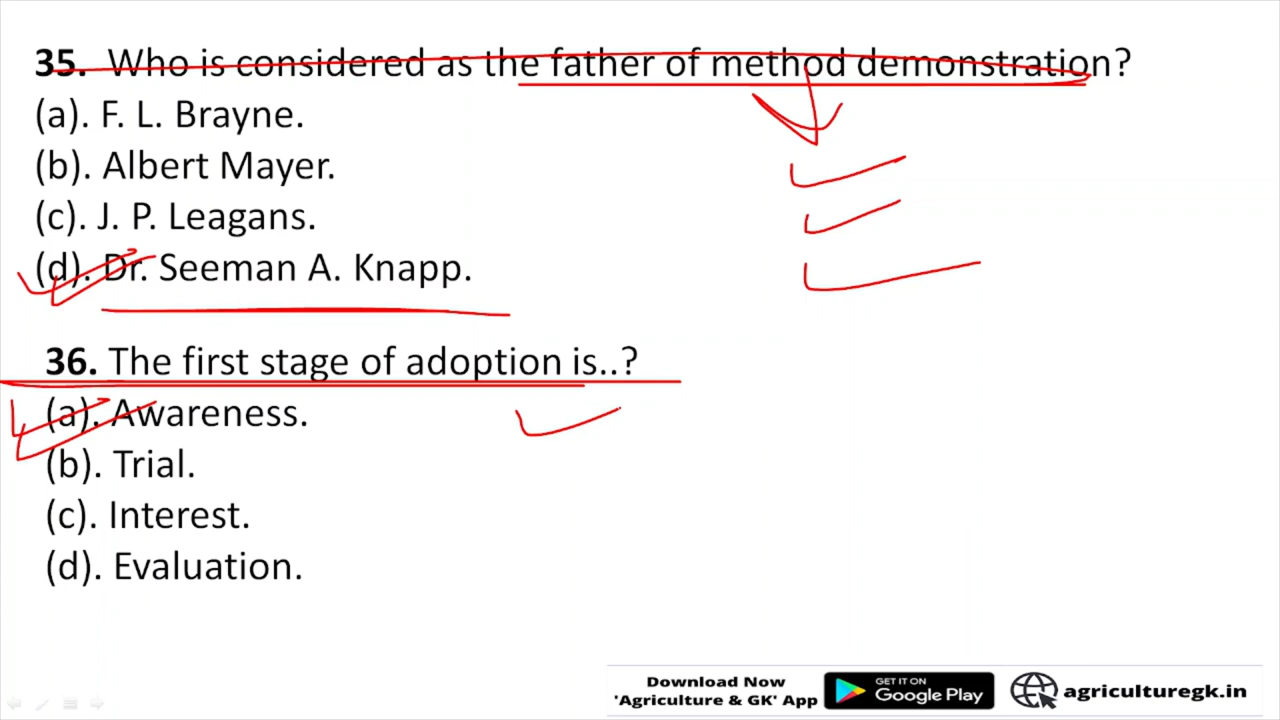 35. Who is considered as the father of method demonstration?
(a). F. L. Brayne.
(b). Albert Mayer.
(c). J. P. Leagans.
(d). Dr. Seeman A. Knapp.
36. The first stage of adoption is..?
(a). Awareness.
(b). Trial.
(c). Interest.
(d). Evaluation.
Download Now
'Agriculture & GK' App
GET IT ON
Google Play
agriculturegk.in